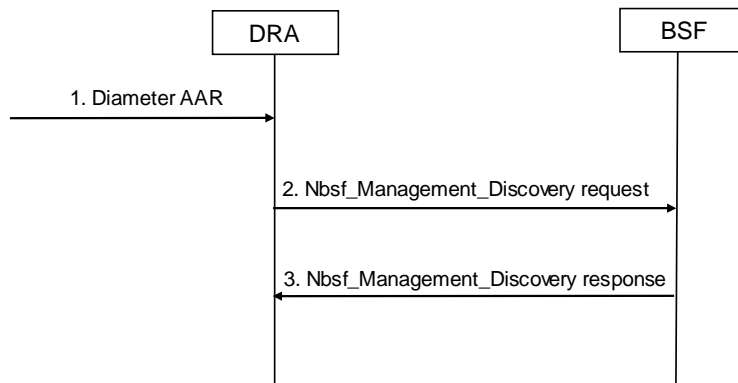 DRA
BSF
1. Diameter AAR
2. Nbsf_Management_Discovery request
3. Nbsf_Management_Discovery response